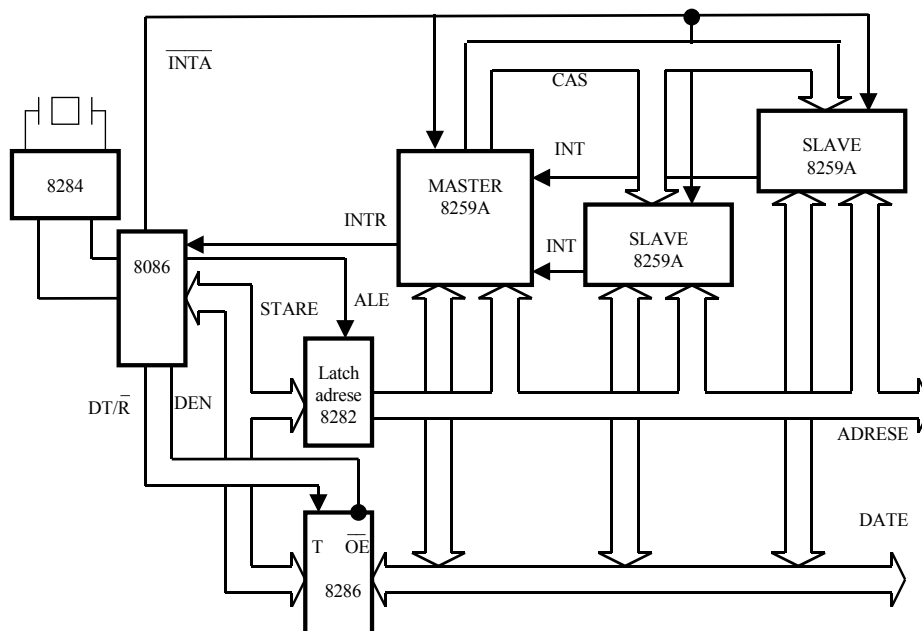 INTA
CAS
SLAVE
8259A
8284
MASTER
8259A
INT
INTR
SLAVE
8259A
INT
8086
STARE
ALE
Latch
adrese
8282
DT/R̅
DEN
ADRESE
DATE
T
OE
8286